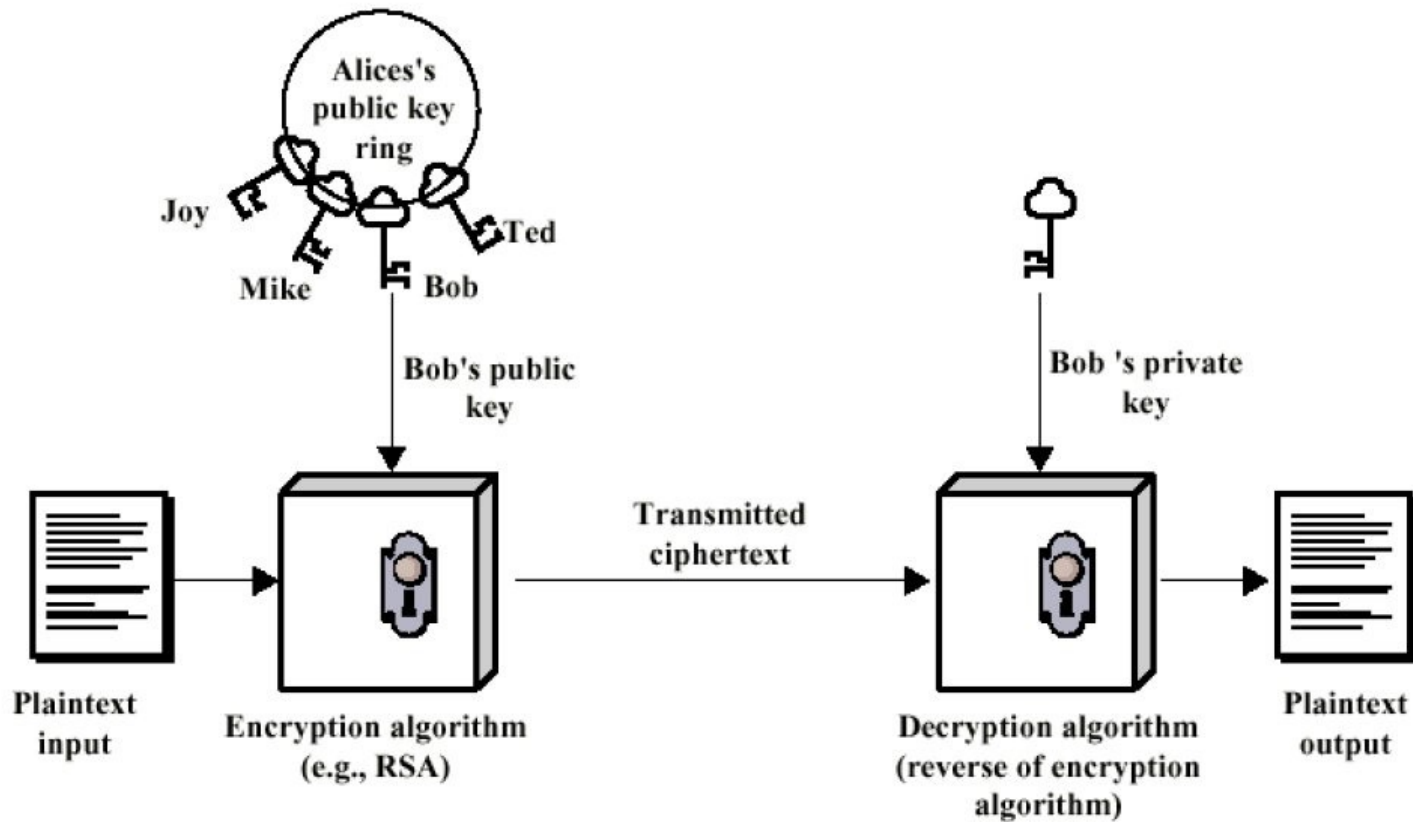 Alices's
public key
ring
Joy
Ted
Mike
Bob
Bob's public
key
Bob 's private
key
Transmitted
ciphertext
Plaintext
input
Encryption algorithm
(e.g., RSA)
Decryption algorithm
(reverse of encryption
algorithm)
Plaintext
output